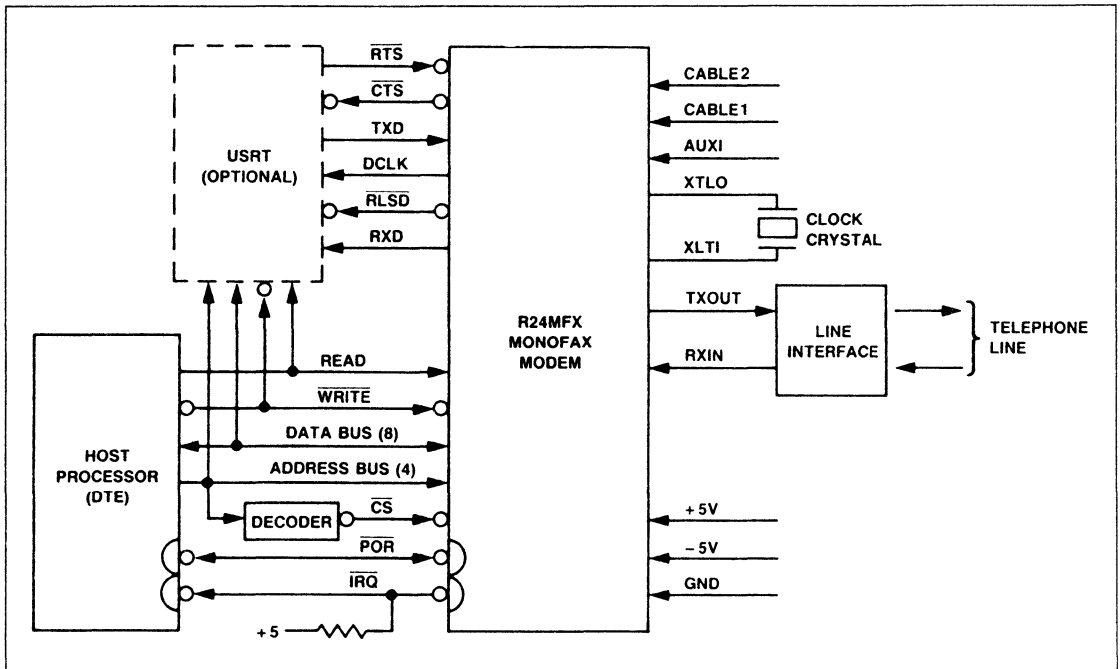 USRT
(OPTIONAL)
RTS
CTS
TXD
DCLK
RLSD
RXD
HOST
PROCESSOR
(DTE)
READ
WRITE
DATA BUS (8)
ADDRESS BUS (4)
DECODER
CS
POR
IRQ
+5
R24MFX
MONOFAX
MODEM
CABLE2
CABLE1
AUXI
XTLO
XLTI
CLOCK
CRYSTAL
TXOUT
RXIN
LINE
INTERFACE
TELEPHONE
LINE
+5V
-5V
GND